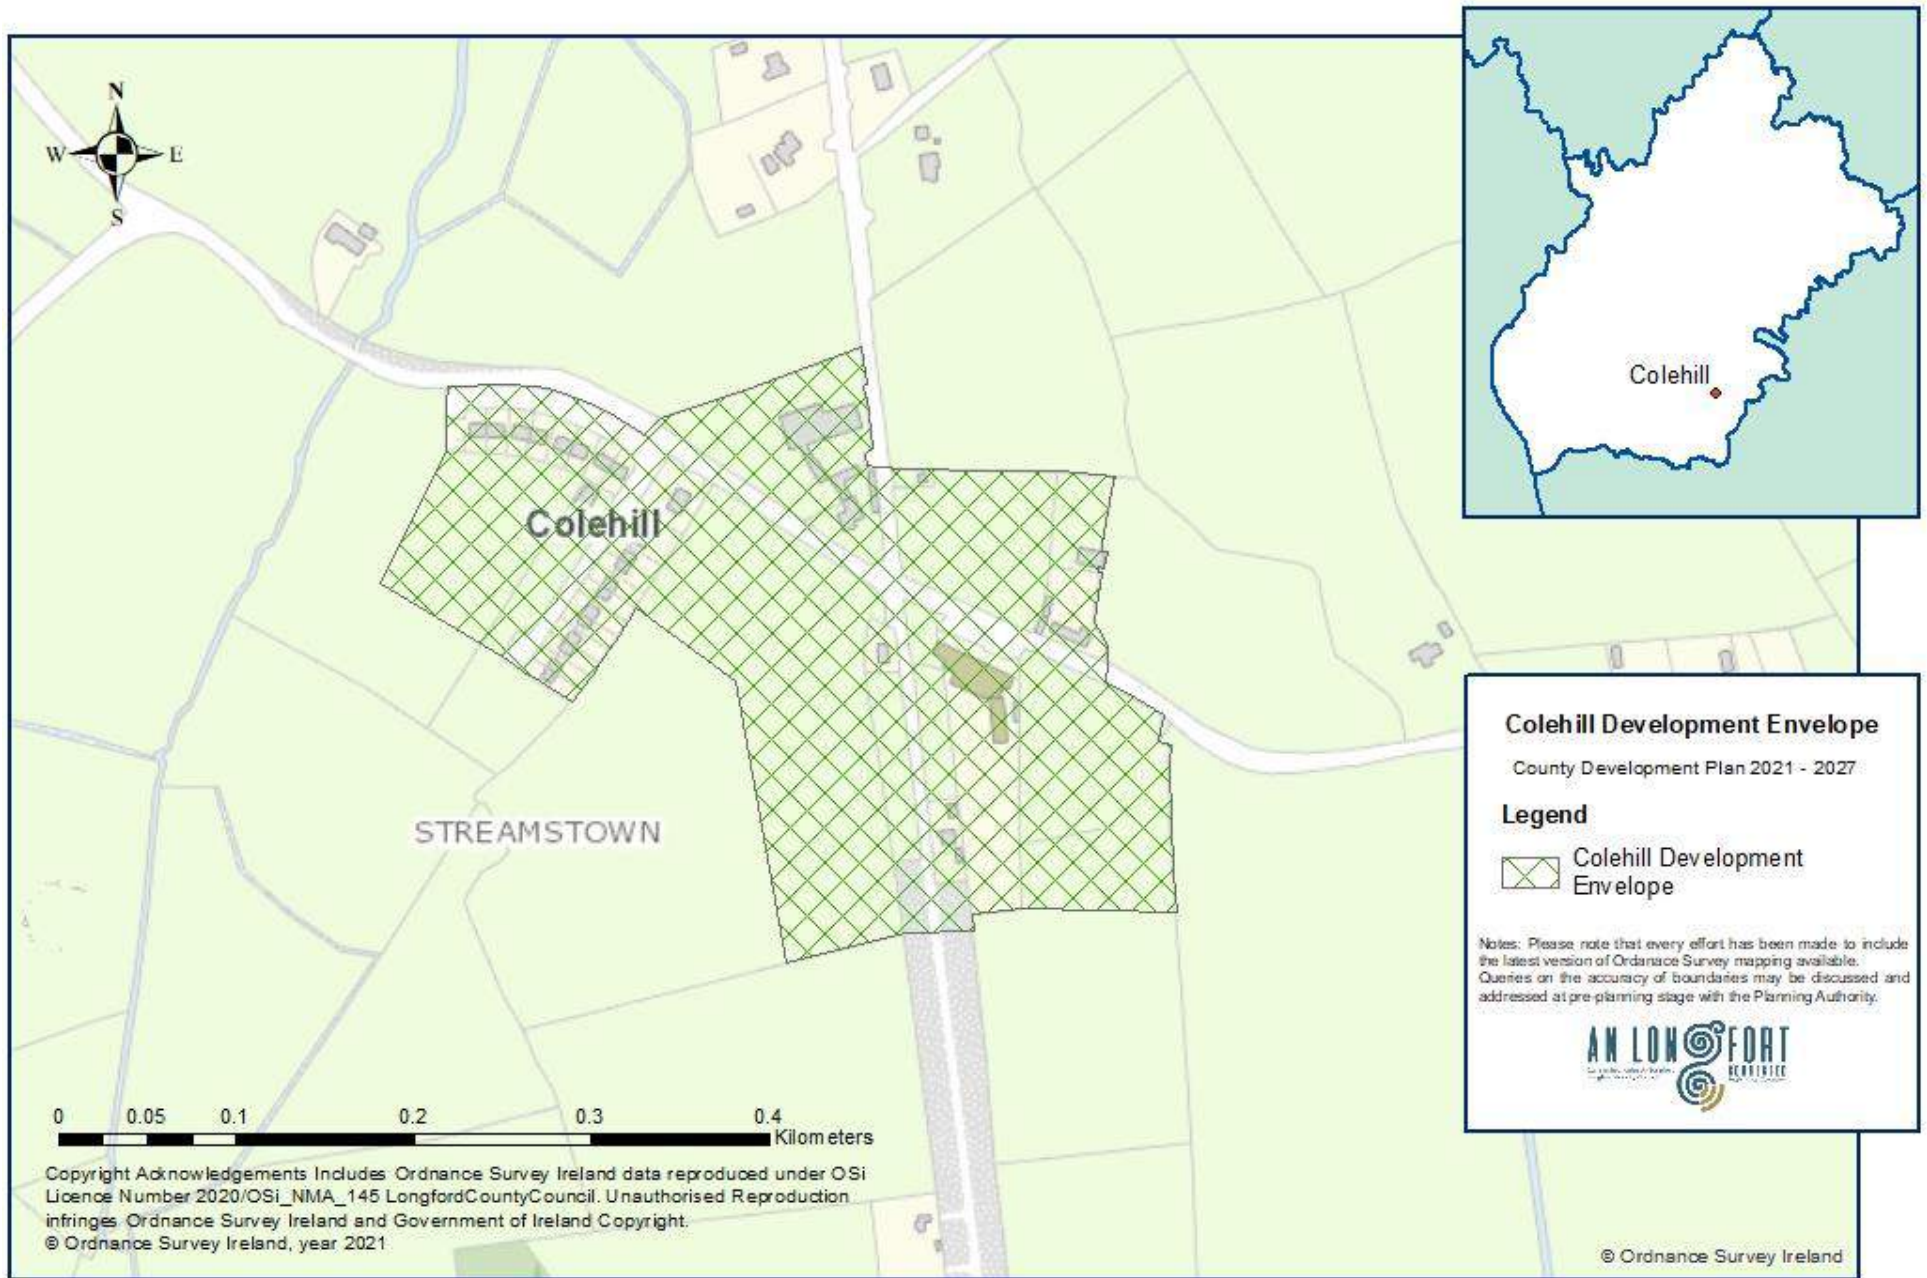 N
W E
S
Colehill
Colehill
STREAMSTOWN
Colehill Development Envelope
County Development Plan 2021 - 2027
Legend
Colehill Development
Envelope
Notes: Please note that every effort has been made to include
the latest version of Ordanace Survey mapping available.
Queries on the accuracy of boundaries may be discussed and
addressed at pre-planning stage with the Planning Authority.
AN LONGFORT
0 0.05 0.1 0.2 0.3 0.4
Kilometers
Copyright Acknowledgements Includes Ordnance Survey Ireland data reproduced under OSi
Licence Number 2020/OSi_NMA_145 LongfordCountyCouncil. Unauthorised Reproduction
infringes Ordnance Survey Ireland and Government of Ireland Copyright.
© Ordnance Survey Ireland, year 2021
© Ordnance Survey Ireland